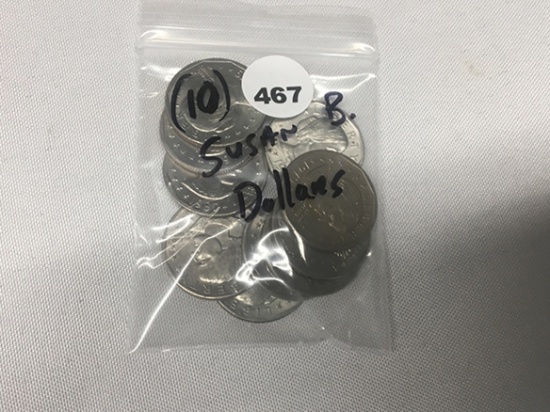 (10) 467
SUSAN B.
Dollars